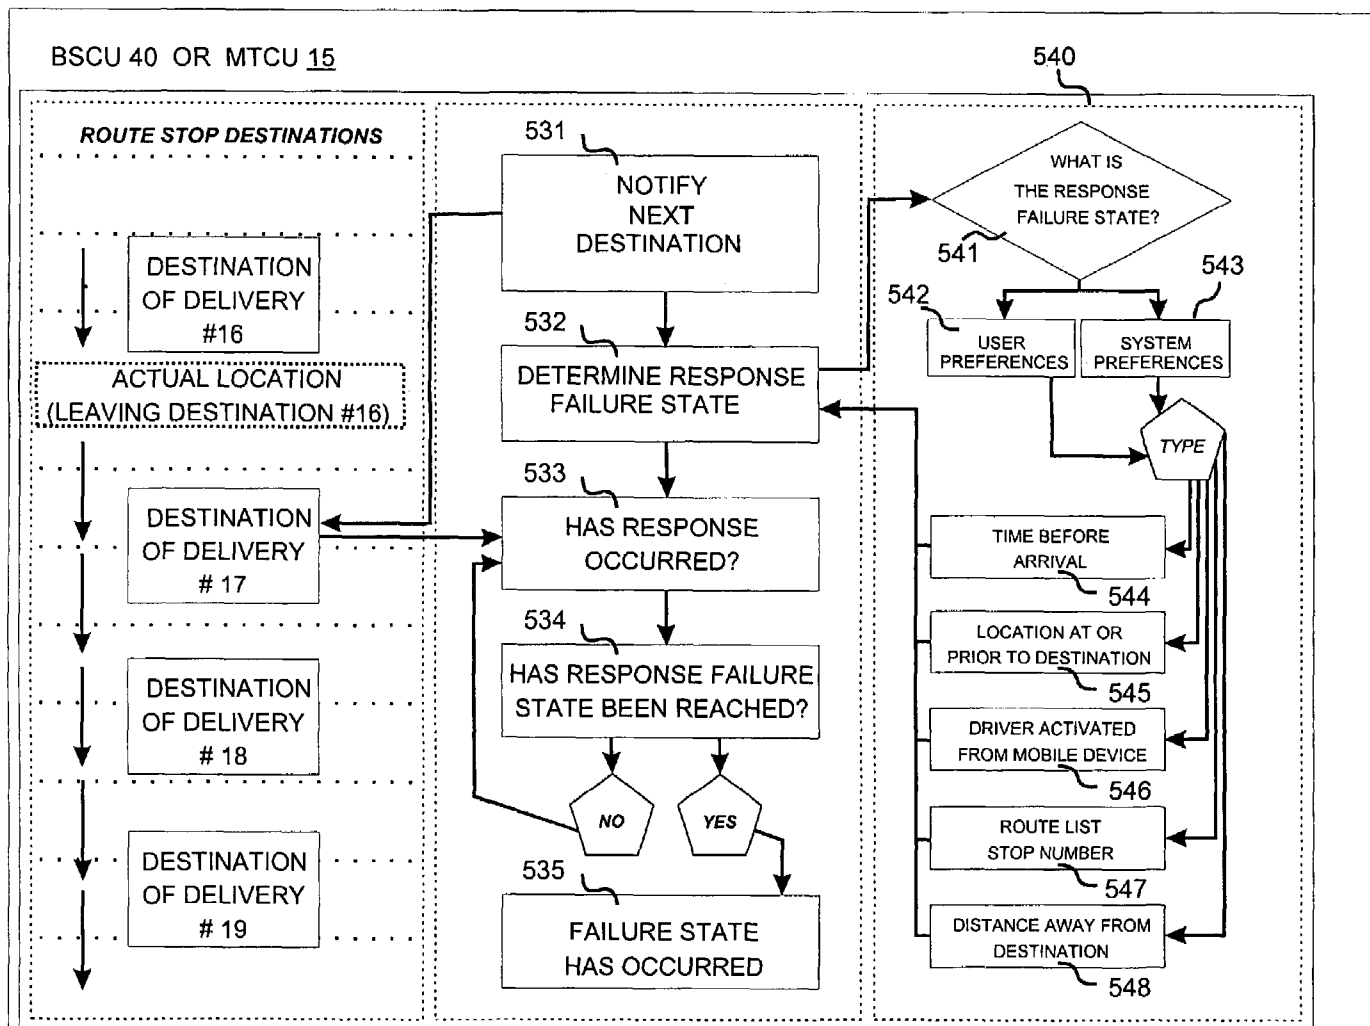 BSCU 40 OR MTCU 15
ROUTE STOP DESTINATIONS
DESTINATION
OF DELIVERY
#16
ACTUAL LOCATION
(LEAVING DESTINATION #16)
DESTINATION
OF DELIVERY
# 17
DESTINATION
OF DELIVERY
# 18
DESTINATION
OF DELIVERY
# 19
531
NOTIFY
NEXT
DESTINATION
532
DETERMINE RESPONSE
FAILURE STATE
533
HAS RESPONSE
OCCURRED?
534
HAS RESPONSE FAILURE
STATE BEEN REACHED?
NO
YES
535
FAILURE STATE
HAS OCCURRED
540
WHAT IS
THE RESPONSE
FAILURE STATE?
541
542
USER
PREFERENCES
543
SYSTEM
PREFERENCES
TYPE
TIME BEFORE
ARRIVAL
544
LOCATION AT OR
PRIOR TO DESTINATION
545
DRIVER ACTIVATED
FROM MOBILE DEVICE
546
ROUTE LIST
STOP NUMBER
547
DISTANCE AWAY FROM
DESTINATION
548